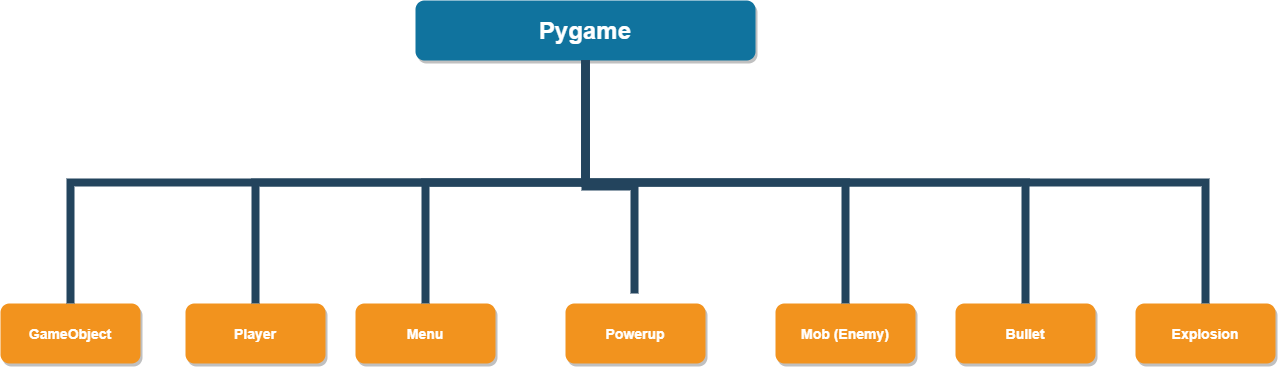 Pygame
GameObject
Player
Menu
Powerup
Mob (Enemy)
Bullet
Explosion